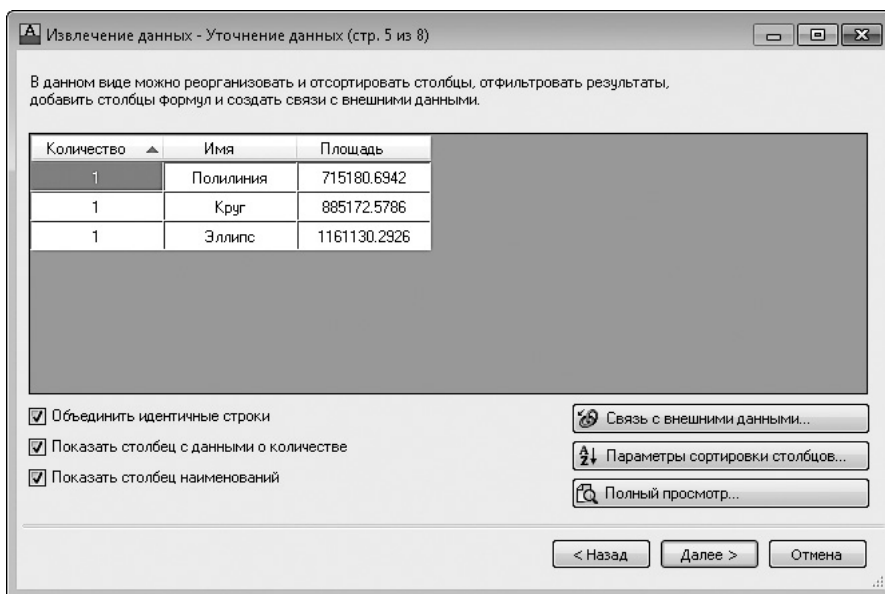 Извлечение данных - Уточнение данных (стр. 5 из 8)
В данном виде можно реорганизовать и отсортировать столбцы, отфильтровать результаты,
добавить столбцы формул и создать связи с внешними данными.
Количество Имя Площадь
1 Полилиния 715180.6942
1 Круг 885172.5786
1 Эллипс 1161130.2926
Объединить идентичные строки
Показать столбец с данными о количестве
Показать столбец наименований
Связь с внешними данными...
Параметры сортировки столбцов...
Полный просмотр...
< Назад Далее > Отмена